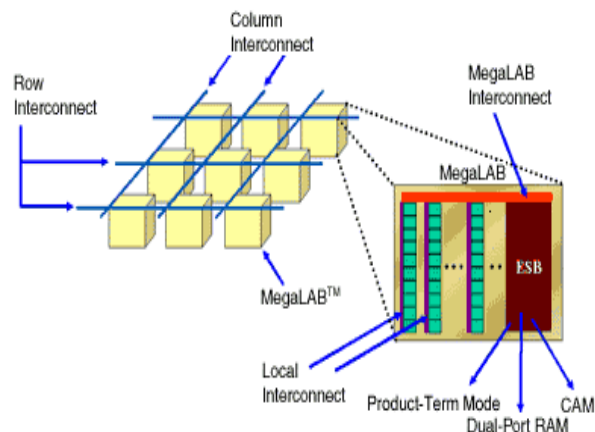 Column
Interconnect
Row
Interconnect
MegaLAB
Interconnect
MegaLAB
ESB
MegaLAB™
Local
Interconnect
Product-Term Mode
Dual-Port RAM
CAM